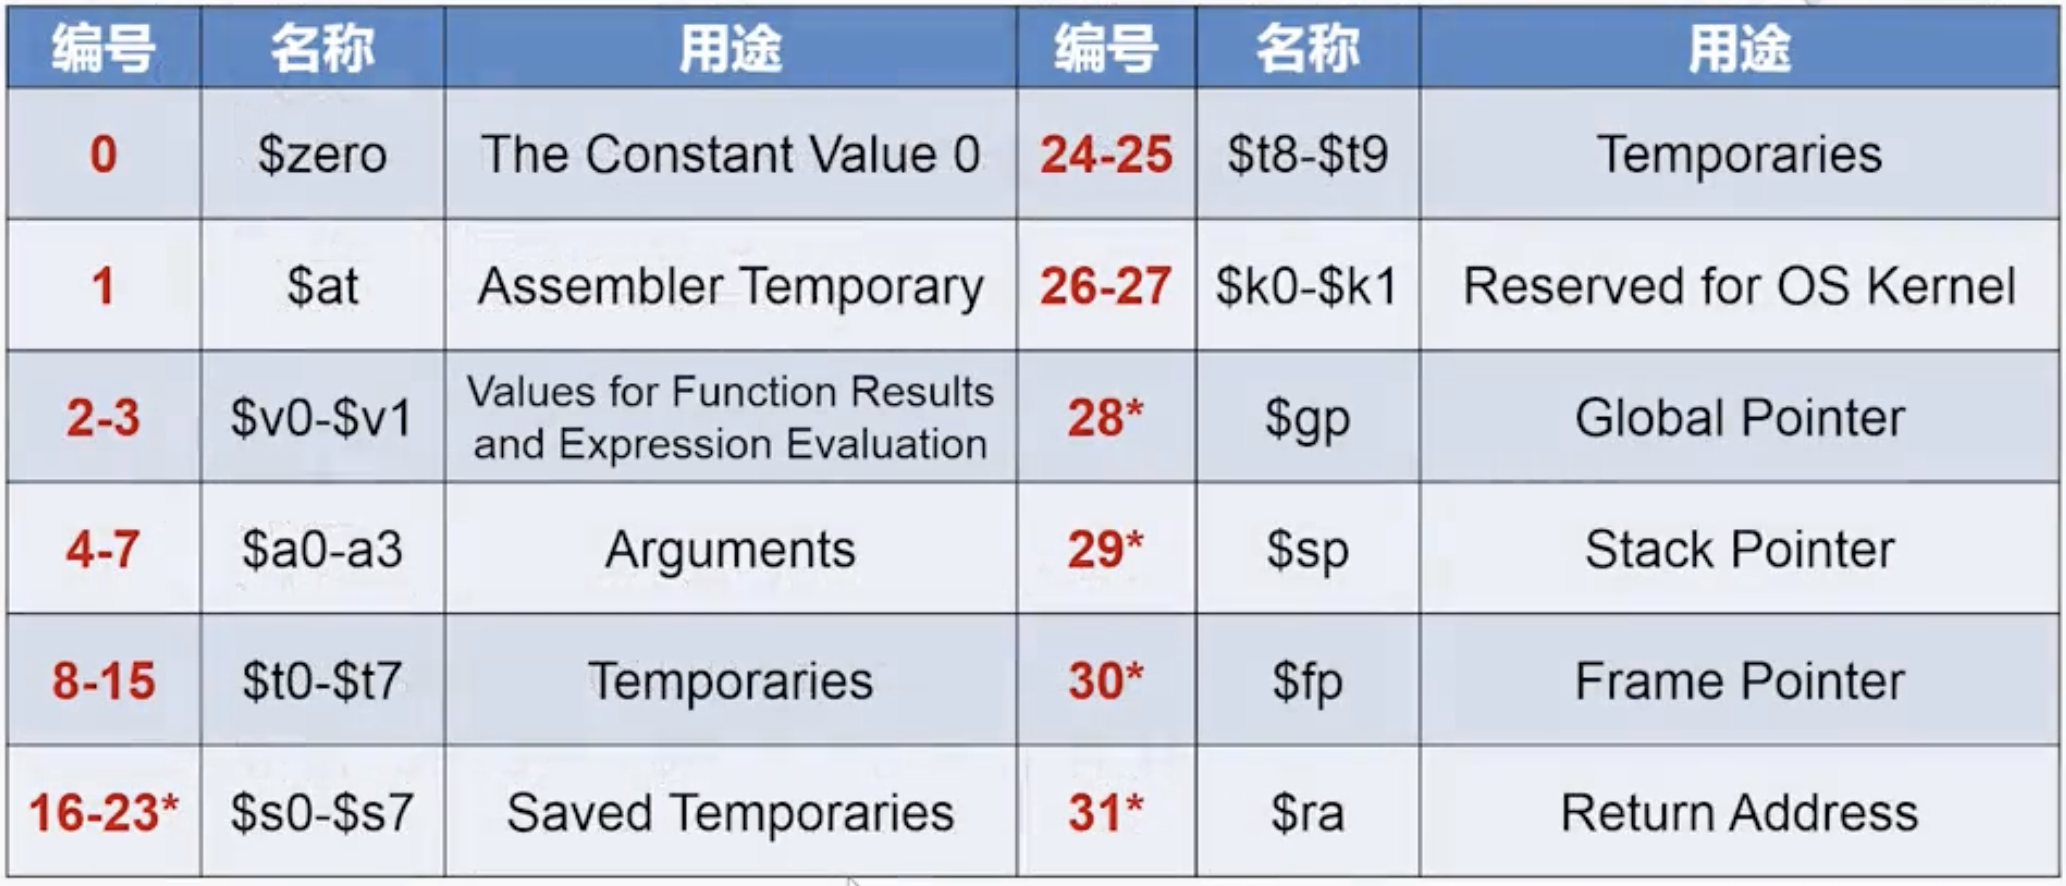 编号 名称 用途 编号 名称 用途
0 $zero The Constant Value 0 24-25 $t8-$t9 Temporaries
1 $at Assembler Temporary 26-27 $k0-$k1 Reserved for OS Kernel
2-3 $v0-$v1 Values for Function Results
and Expression Evaluation 28* $gp Global Pointer
4-7 $a0-a3 Arguments 29* $sp Stack Pointer
8-15 $t0-$t7 Temporaries 30* $fp Frame Pointer
16-23* $s0-$s7 Saved Temporaries 31* $ra Return Address